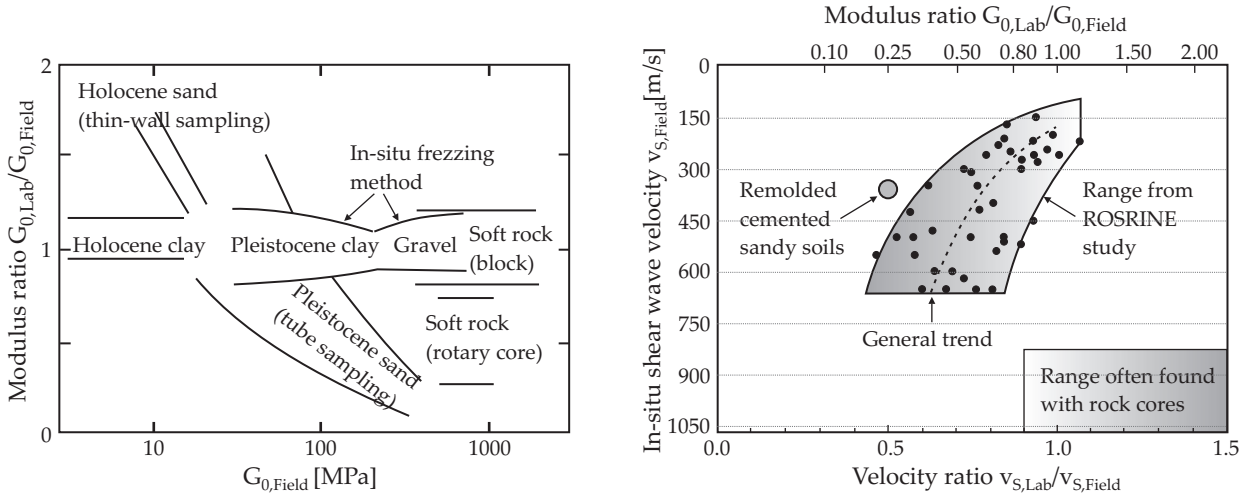 2
1
0
Modulus ratio G0,Lab/G0,Field
Holocene sand
(thin-wall sampling)
In-situ frezzing
method
Holocene clay
Pleistocene clay
Gravel
Soft rock
(block)
Pleistocene sand
(tube sampling)
Soft rock
(rotary core)
10
100
1000
G0,Field [MPa]
Modulus ratio G0,Lab/G0,Field
0.10
0.25
0.50
0.80
1.00
1.50
2.00
In-situ shear wave velocity vS,Field[m/s]
0
150
300
450
600
750
900
1050
Remolded
cemented
sandy soils
Range from
ROSRINE
study
General trend
Range often found
with rock cores
0.0
0.5
1.0
1.5
Velocity ratio vS,Lab/vS,Field